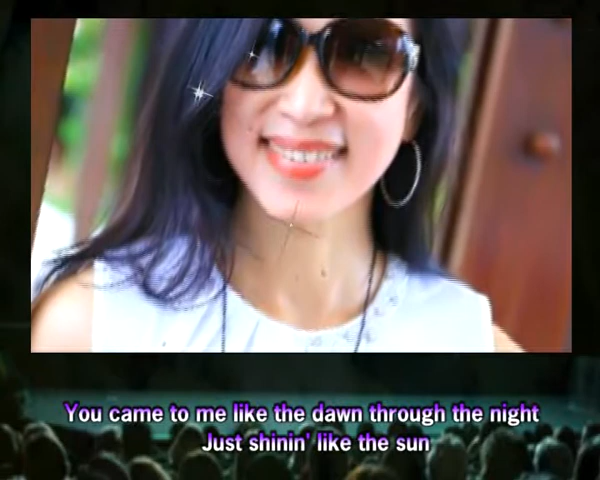 You came to me like the dawn through the night
Just shinin' like the sun